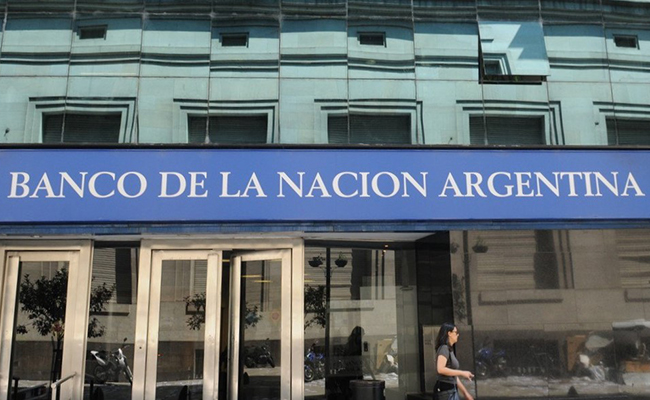 BANCO DE LA NACION ARGENTINA